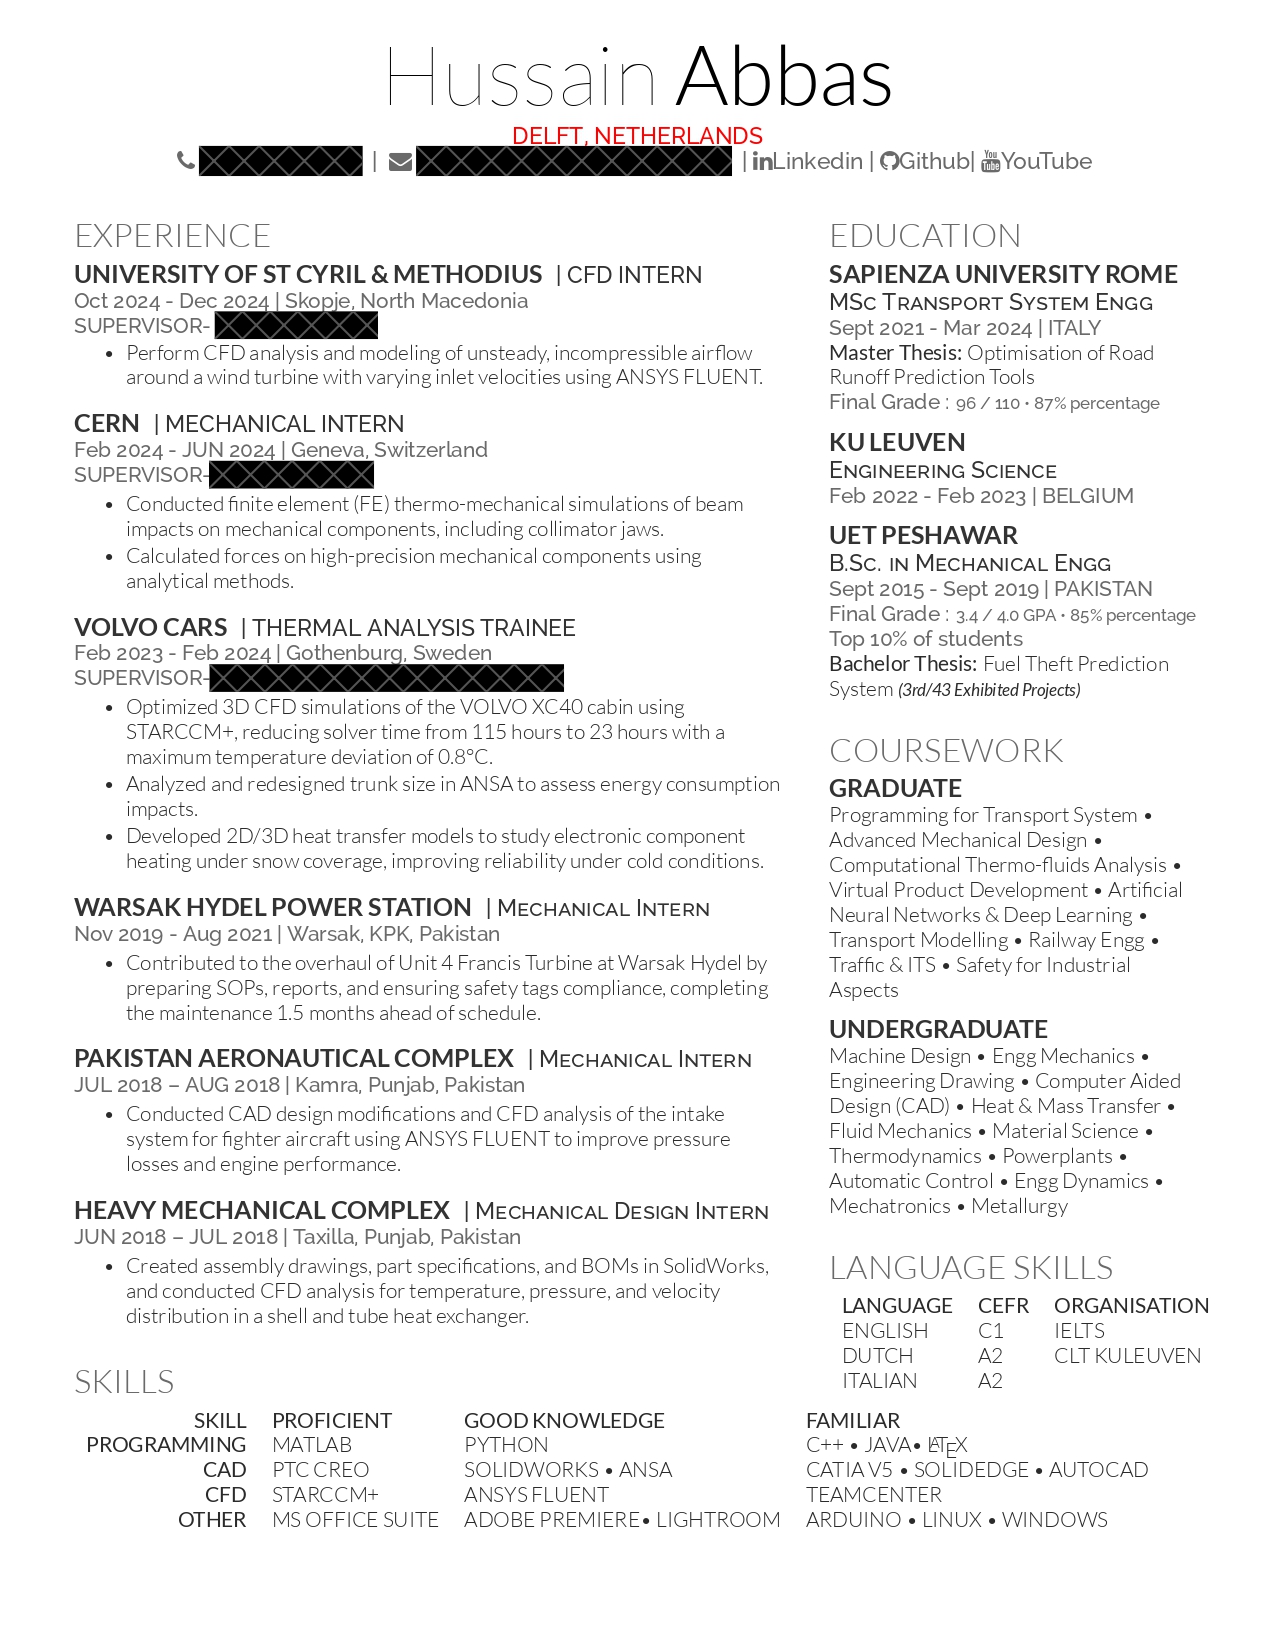 Hussain Abbas
DELFT, NETHERLANDS
| | Linkedin | Github| YouTube
EXPERIENCE
UNIVERSITY OF ST CYRIL & METHODIUS | CFD INTERN
Oct 2024 - Dec 2024 | Skopje, North Macedonia
SUPERVISOR-
• Perform CFD analysis and modeling of unsteady, incompressible airflow
around a wind turbine with varying inlet velocities using ANSYS FLUENT.
CERN | MECHANICAL INTERN
Feb 2024 - JUN 2024 | Geneva, Switzerland
SUPERVISOR-
• Conducted finite element (FE) thermo-mechanical simulations of beam
impacts on mechanical components, including collimator jaws.
• Calculated forces on high-precision mechanical components using
analytical methods.
VOLVO CARS | THERMAL ANALYSIS TRAINEE
Feb 2023 - Feb 2024 | Gothenburg, Sweden
SUPERVISOR-
• Optimized 3D CFD simulations of the VOLVO XC40 cabin using
STARCCM+, reducing solver time from 115 hours to 23 hours with a
maximum temperature deviation of 0.8°C.
• Analyzed and redesigned trunk size in ANSA to assess energy consumption
impacts.
• Developed 2D/3D heat transfer models to study electronic component
heating under snow coverage, improving reliability under cold conditions.
WARSAK HYDEL POWER STATION | MECHANICAL INTERN
Nov 2019 - Aug 2021 | Warsak, KPK, Pakistan
• Contributed to the overhaul of Unit 4 Francis Turbine at Warsak Hydel by
preparing SOPs, reports, and ensuring safety tags compliance, completing
the maintenance 1.5 months ahead of schedule.
PAKISTAN AERONAUTICAL COMPLEX | MECHANICAL INTERN
JUL 2018 – AUG 2018 | Kamra, Punjab, Pakistan
• Conducted CAD design modifications and CFD analysis of the intake
system for fighter aircraft using ANSYS FLUENT to improve pressure
losses and engine performance.
HEAVY MECHANICAL COMPLEX | MECHANICAL DESIGN INTERN
JUN 2018 – JUL 2018 | Taxilla, Punjab, Pakistan
• Created assembly drawings, part specifications, and BOMs in SolidWorks,
and conducted CFD analysis for temperature, pressure, and velocity
distribution in a shell and tube heat exchanger.
EDUCATION
SAPIENZA UNIVERSITY ROME
MSC TRANSPORT SYSTEM ENGG
Sept 2021 - Mar 2024 | ITALY
Master Thesis: Optimisation of Road
Runoff Prediction Tools
Final Grade : 96 / 110 • 87% percentage
KU LEUVEN
ENGINEERING SCIENCE
Feb 2022 - Feb 2023 | BELGIUM
UET PESHAWAR
B.SC. IN MECHANICAL ENGG
Sept 2015 - Sept 2019 | PAKISTAN
Final Grade : 3.4 / 4.0 GPA • 85% percentage
Top 10% of students
Bachelor Thesis: Fuel Theft Prediction
System (3rd/43 Exhibited Projects)
COURSEWORK
GRADUATE
Programming for Transport System •
Advanced Mechanical Design •
Computational Thermo-fluids Analysis •
Virtual Product Development • Artificial
Neural Networks & Deep Learning •
Transport Modelling • Railway Engg •
Traffic & ITS • Safety for Industrial
Aspects
UNDERGRADUATE
Machine Design • Engg Mechanics •
Engineering Drawing • Computer Aided
Design (CAD) • Heat & Mass Transfer •
Fluid Mechanics • Material Science •
Thermodynamics • Powerplants •
Automatic Control • Engg Dynamics •
Mechatronics • Metallurgy
LANGUAGE SKILLS
LANGUAGE CEFR ORGANISATION
ENGLISH C1 IELTS
DUTCH A2 CLT KULEUVEN
ITALIAN A2
SKILLS
SKILL PROFICIENT GOOD KNOWLEDGE FAMILIAR
PROGRAMMING MATLAB PYTHON C++ • JAVA• LATEX
CAD PTC CREO SOLIDWORKS • ANSA CATIA V5 • SOLIDEDGE • AUTOCAD
CFD STARCCM+ ANSYS FLUENT TEAMCENTER
OTHER MS OFFICE SUITE ADOBE PREMIERE• LIGHTROOM ARDUINO • LINUX • WINDOWS